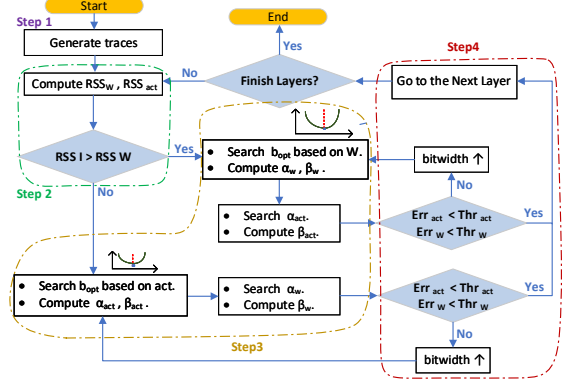 Start
Step 1
Generate traces
Compute RSS_W , RSS_act
RSS I > RSS W
Step 2
Yes
No
End
Yes
No
Finish Layers?
Step4
Go to the Next Layer
• Search b_opt based on W.
• Compute α_w , β_w .
bitwidth ↑
No
• Search α_act.
• Compute β_act.
Err_act < Thr_act
Err_W < Thr_W
Yes
• Search b_opt based on act.
• Compute α_act , β_act .
• Search α_w.
• Compute β_w.
Err_act < Thr_act
Err_W < Thr_W
Yes
No
Step3
bitwidth ↑